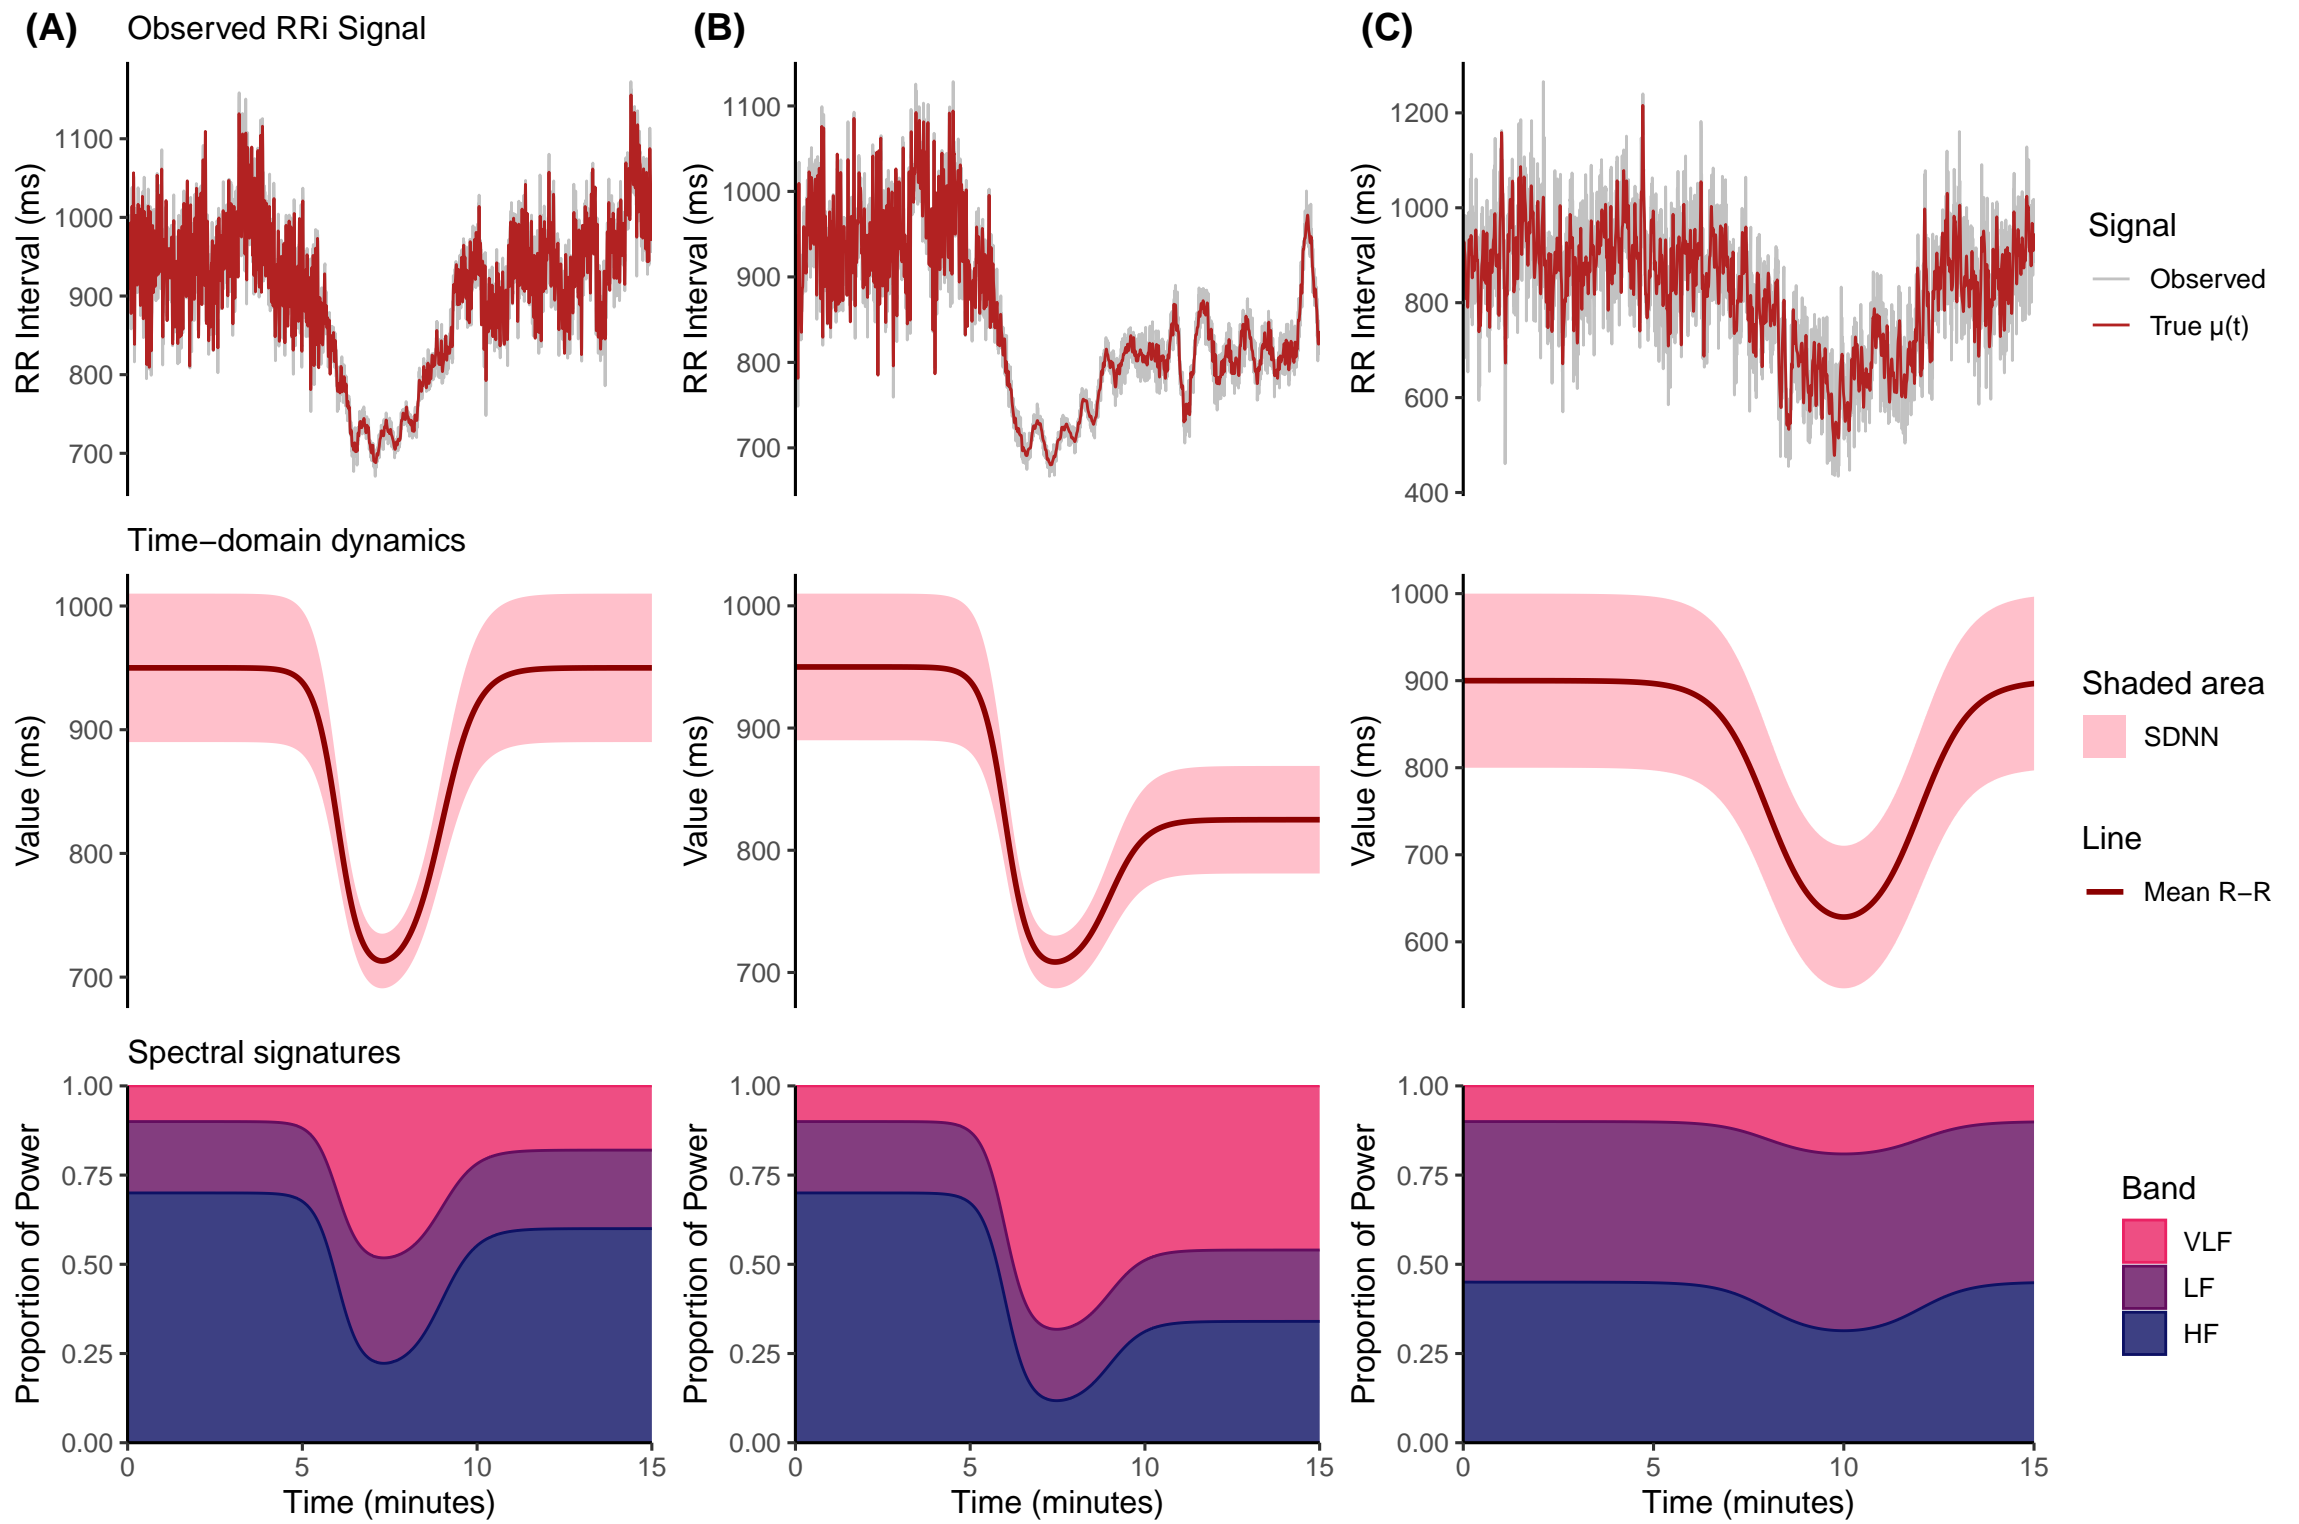 (A) Observed RRi Signal (B) (C)
RR Interval (ms)
1100
1000
900
800
700
RR Interval (ms)
1100
1000
900
800
700
RR Interval (ms)
1200
1000
800
600
400
Signal
Observed
True μ(t)
Time−domain dynamics
Value (ms)
1000
900
800
700
Value (ms)
1000
900
800
700
Value (ms)
1000
900
800
700
600
Shaded area
SDNN
Line
Mean R−R
Spectral signatures
Proportion of Power
1.00
0.75
0.50
0.25
0.00
0 5 10 15
Time (minutes)
Proportion of Power
1.00
0.75
0.50
0.25
0.00
0 5 10 15
Time (minutes)
Proportion of Power
1.00
0.75
0.50
0.25
0.00
0 5 10 15
Time (minutes)
Band
VLF
LF
HF